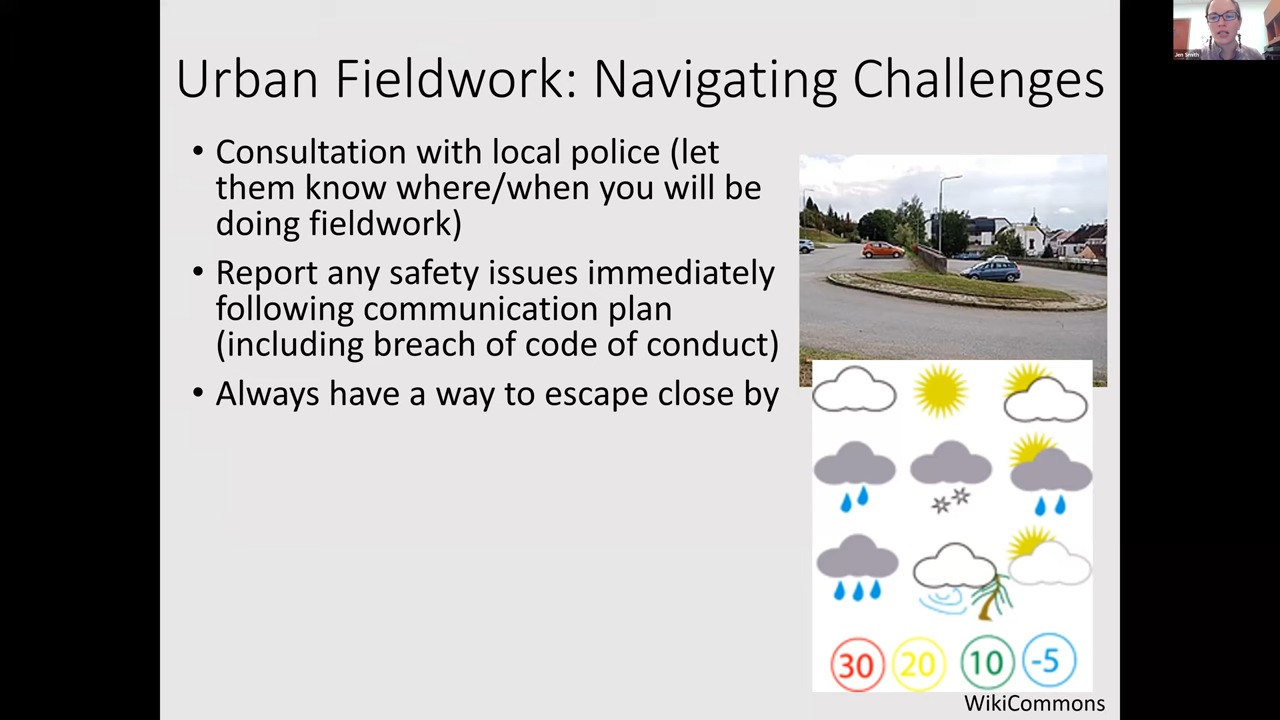 Urban Fieldwork: Navigating Challenges
• Consultation with local police (let
them know where/when you will be
doing fieldwork)
• Report any safety issues immediately
following communication plan
(including breach of code of conduct)
• Always have a way to escape close by
30 20 10 -5
WikiCommons
Jen Smith